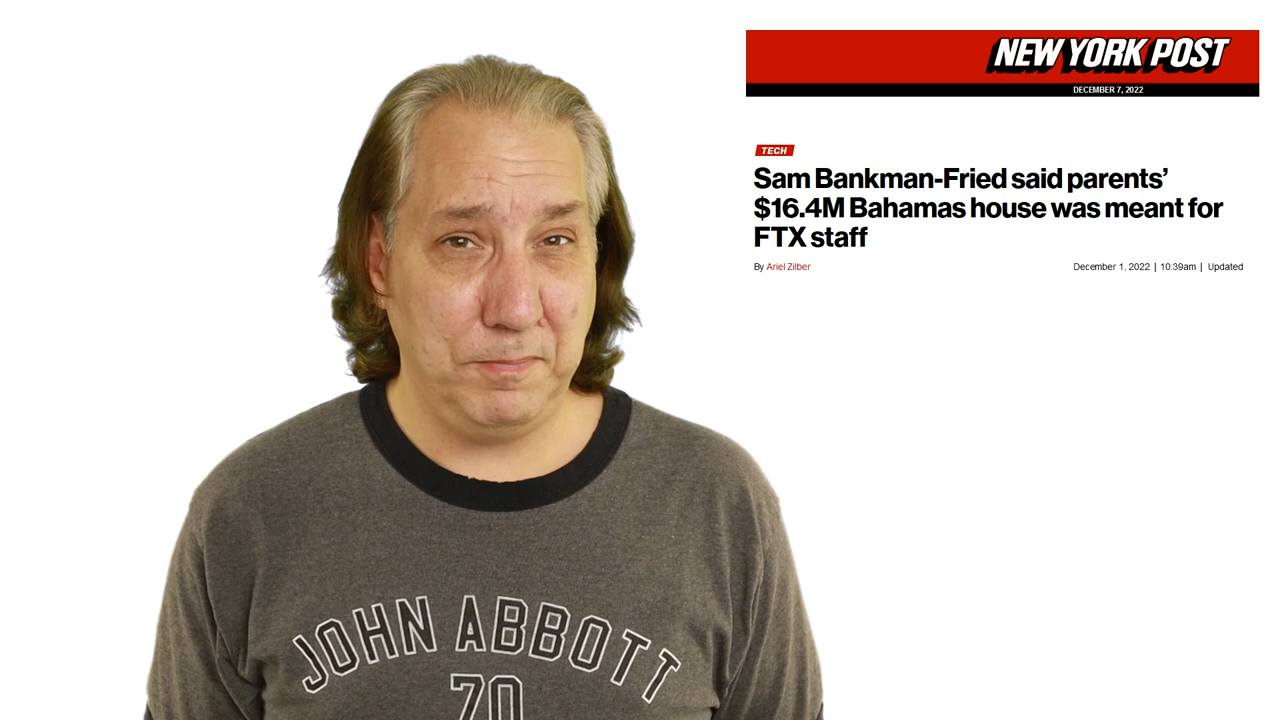 NEW YORK POST
DECEMBER 7, 2022
TECH
Sam Bankman-Fried said parents’
$16.4M Bahamas house was meant for
FTX staff
By Ariel Zilber December 1, 2022 | 10:39am | Updated
JOHN ABBOTT
70